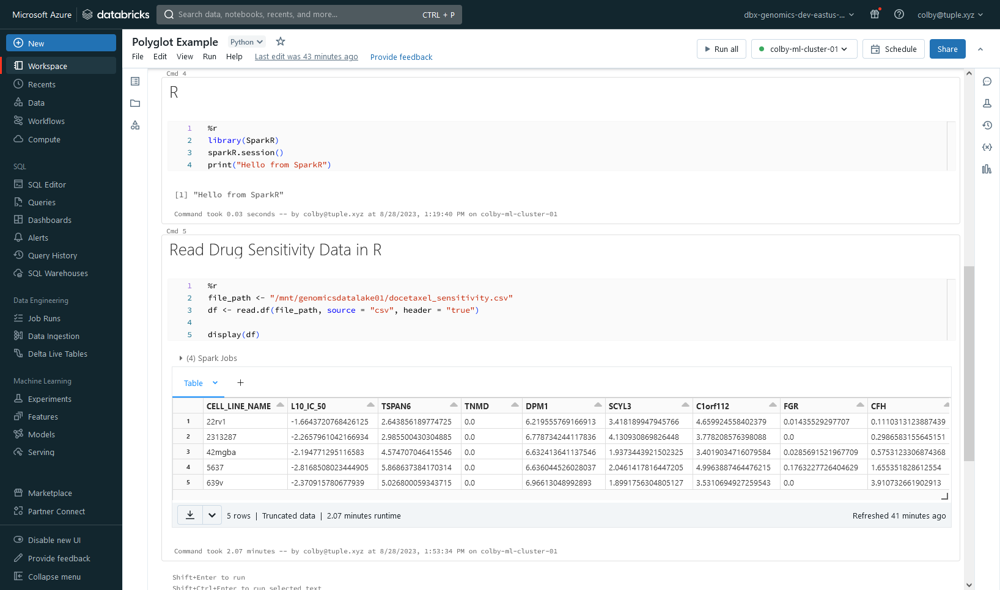 Microsoft Azure databricks Search data, notebooks, recents, and more... CTRL + P dbx-genomics-dev-eastus-... colby@tuple.xyz
New
Workspace
Recents
Data
Workflows
Compute
SQL
SQL Editor
Queries
Dashboards
Alerts
Query History
SQL Warehouses
Data Engineering
Job Runs
Data Ingestion
Delta Live Tables
Machine Learning
Experiments
Features
Models
Serving
Marketplace
Partner Connect
Disable new UI
Provide feedback
Collapse menu
Polyglot Example Python
File Edit View Run Help Last edit was 43 minutes ago Provide feedback
Run all colby-ml-cluster-01 Schedule Share
Cmd 4
R
1 %r
2 library(SparkR)
3 sparkR.session()
4 print("Hello from SparkR")
[1] "Hello from SparkR"
Command took 0.03 seconds -- by colby@tuple.xyz at 8/28/2023, 1:19:40 PM on colby-ml-cluster-01
Cmd 5
Read Drug Sensitivity Data in R
1 %r
2 file_path <- "/mnt/genomicsdatalake01/docetaxel_sensitivity.csv"
3 df <- read.df(file_path, source = "csv", header = "true")
4
5 display(df)
(4) Spark Jobs
Table +
CELL_LINE_NAME L10_IC_50 TSPAN6 TNMD DPM1 SCYL3 C1orf112 FGR CFH
1 22rv1 -1.6643720768426125 2.643856189774725 0.0 6.219555769166913 3.418189947945766 4.659924558402379 0.01435529297707 0.1110313123887439
2 2313287 -2.2657961042166934 2.985500430304885 0.0 6.778734244117836 4.130930869826448 3.778208576398088 0.0 0.2986583155645151
3 42mgba -2.194771295116583 4.574707046415546 0.0 6.632413641137546 1.9373443921502325 3.4019034716079584 0.0285691521967709 0.5753123306874368
4 5637 -2.8168508023444905 5.868637384170314 0.0 6.636044526028037 2.0461417816447205 4.9963887464476215 0.1763227726404629 1.655351828612554
5 639v -2.370915780677939 5.026800059343715 0.0 6.96613048992893 1.8991756304805127 3.5310694927259543 0.0 3.910732661902913
5 rows | Truncated data | 2.07 minutes runtime Refreshed 41 minutes ago
Command took 2.07 minutes -- by colby@tuple.xyz at 8/28/2023, 1:53:34 PM on colby-ml-cluster-01
Shift+Enter to run
Shift+Ctrl+Enter to run selected text